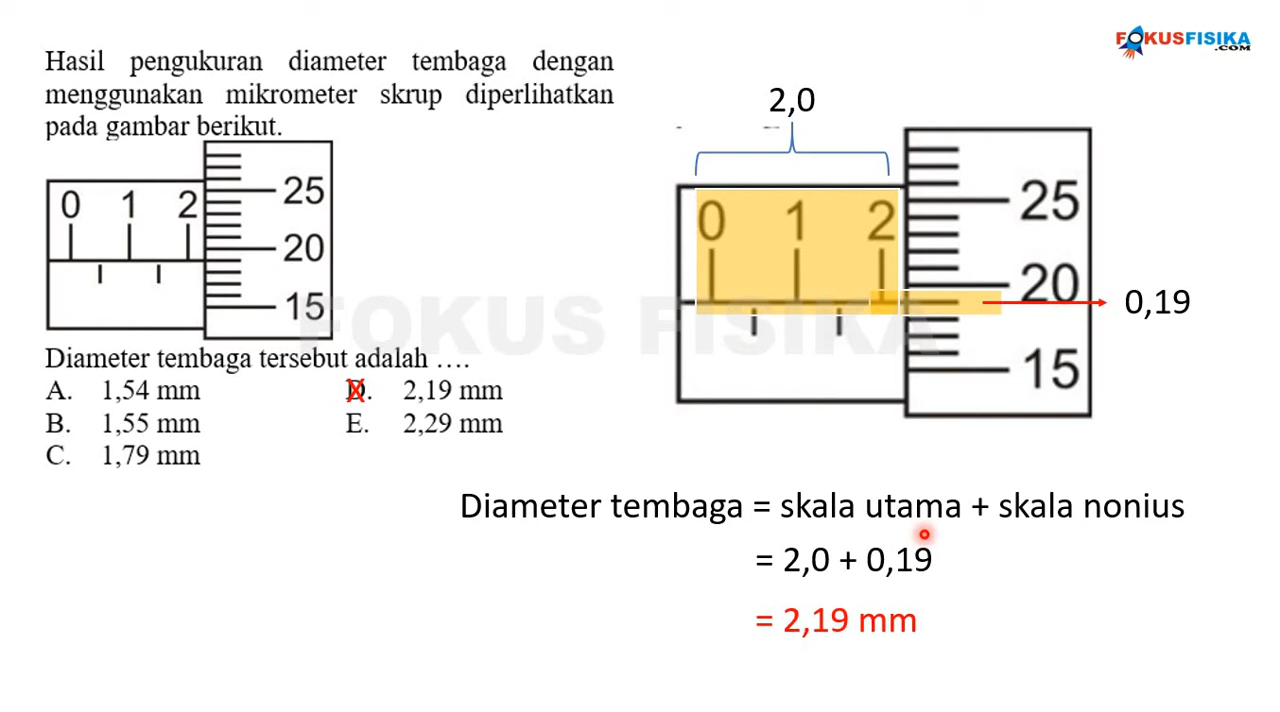 FOKUSFISIKA
.COM
Hasil pengukuran diameter tembaga dengan
menggunakan mikrometer skrup diperlihatkan
pada gambar berikut.
0 1 2
25
20
15
Diameter tembaga tersebut adalah ….
A. 1,54 mm
B. 1,55 mm
C. 1,79 mm
D. 2,19 mm
E. 2,29 mm
2,0
0 1 2
25
20
15
0,19
FOKUS FISIKA
Diameter tembaga = skala utama + skala nonius
= 2,0 + 0,19
= 2,19 mm